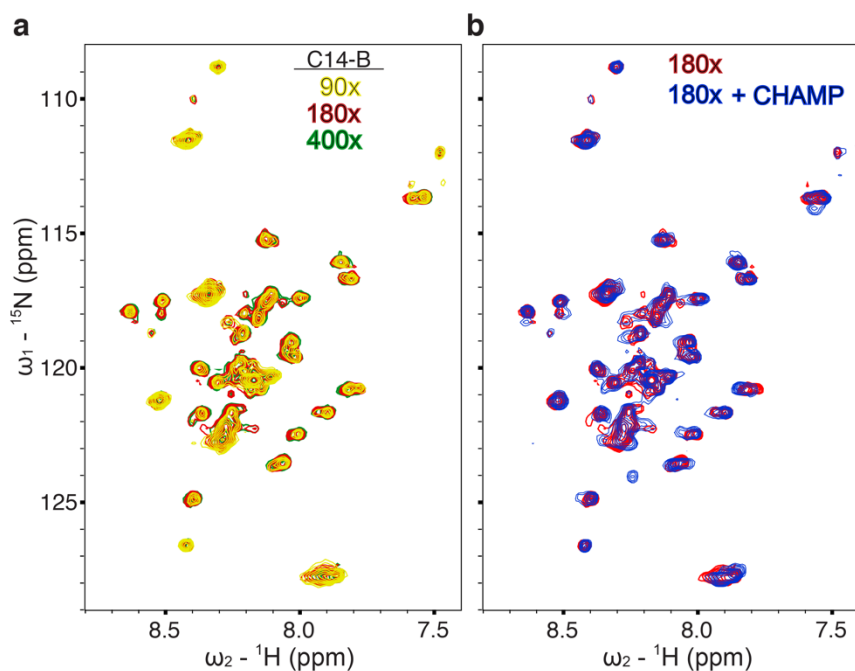 a
b
C14-B
90x
180x
400x
180x
180x + CHAMP
110
115
120
125
ω1 - 15N (ppm)
8.5
8.0
7.5
8.5
8.0
7.5
ω2 - 1H (ppm)
ω2 - 1H (ppm)